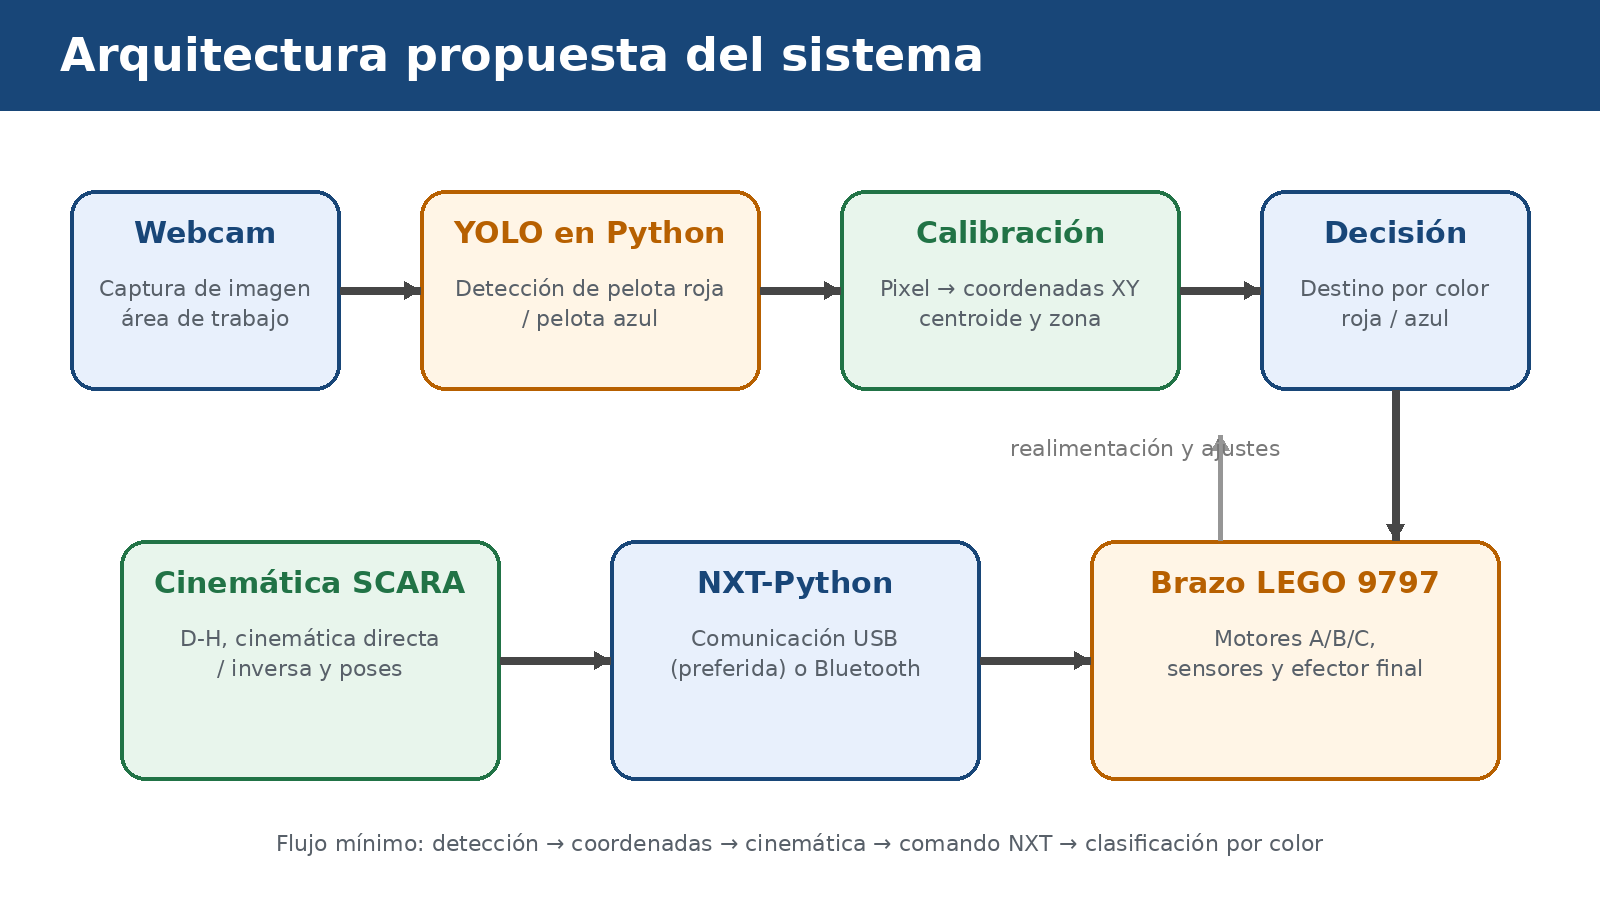 Arquitectura propuesta del sistema
Webcam
Captura de imagen
área de trabajo
YOLO en Python
Detección de pelota roja
/ pelota azul
Calibración
Pixel → coordenadas XY
centroide y zona
Decisión
Destino por color
roja / azul
realimentación y ajustes
Cinemática SCARA
D-H, cinemática directa
/ inversa y poses
NXT-Python
Comunicación USB
(preferida) o Bluetooth
Brazo LEGO 9797
Motores A/B/C,
sensores y efector final
Flujo mínimo: detección → coordenadas → cinemática → comando NXT → clasificación por color